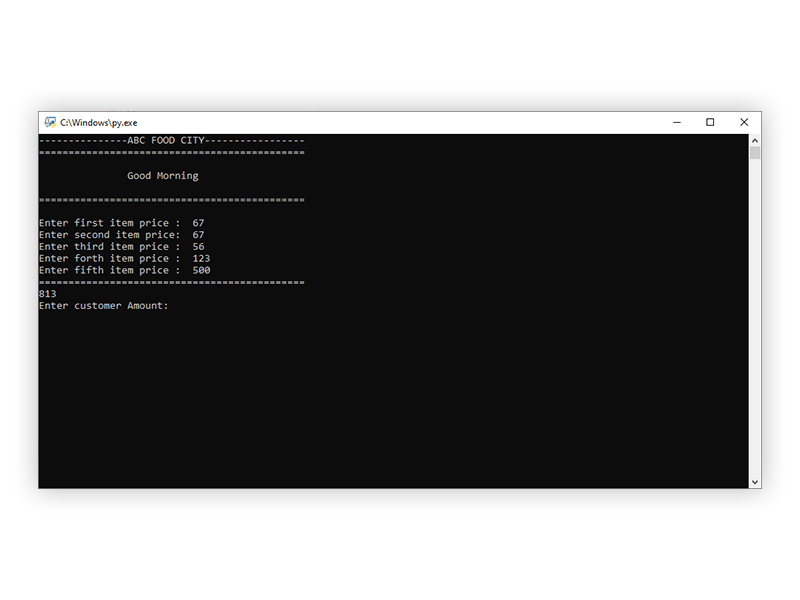 C:\Windows\py.exe
---------------ABC FOOD CITY-----------------
=============================================
Good Morning
=============================================
Enter first item price :  67
Enter second item price:  67
Enter third item price :  56
Enter forth item price :  123
Enter fifth item price :  500
=============================================
813
Enter customer Amount: